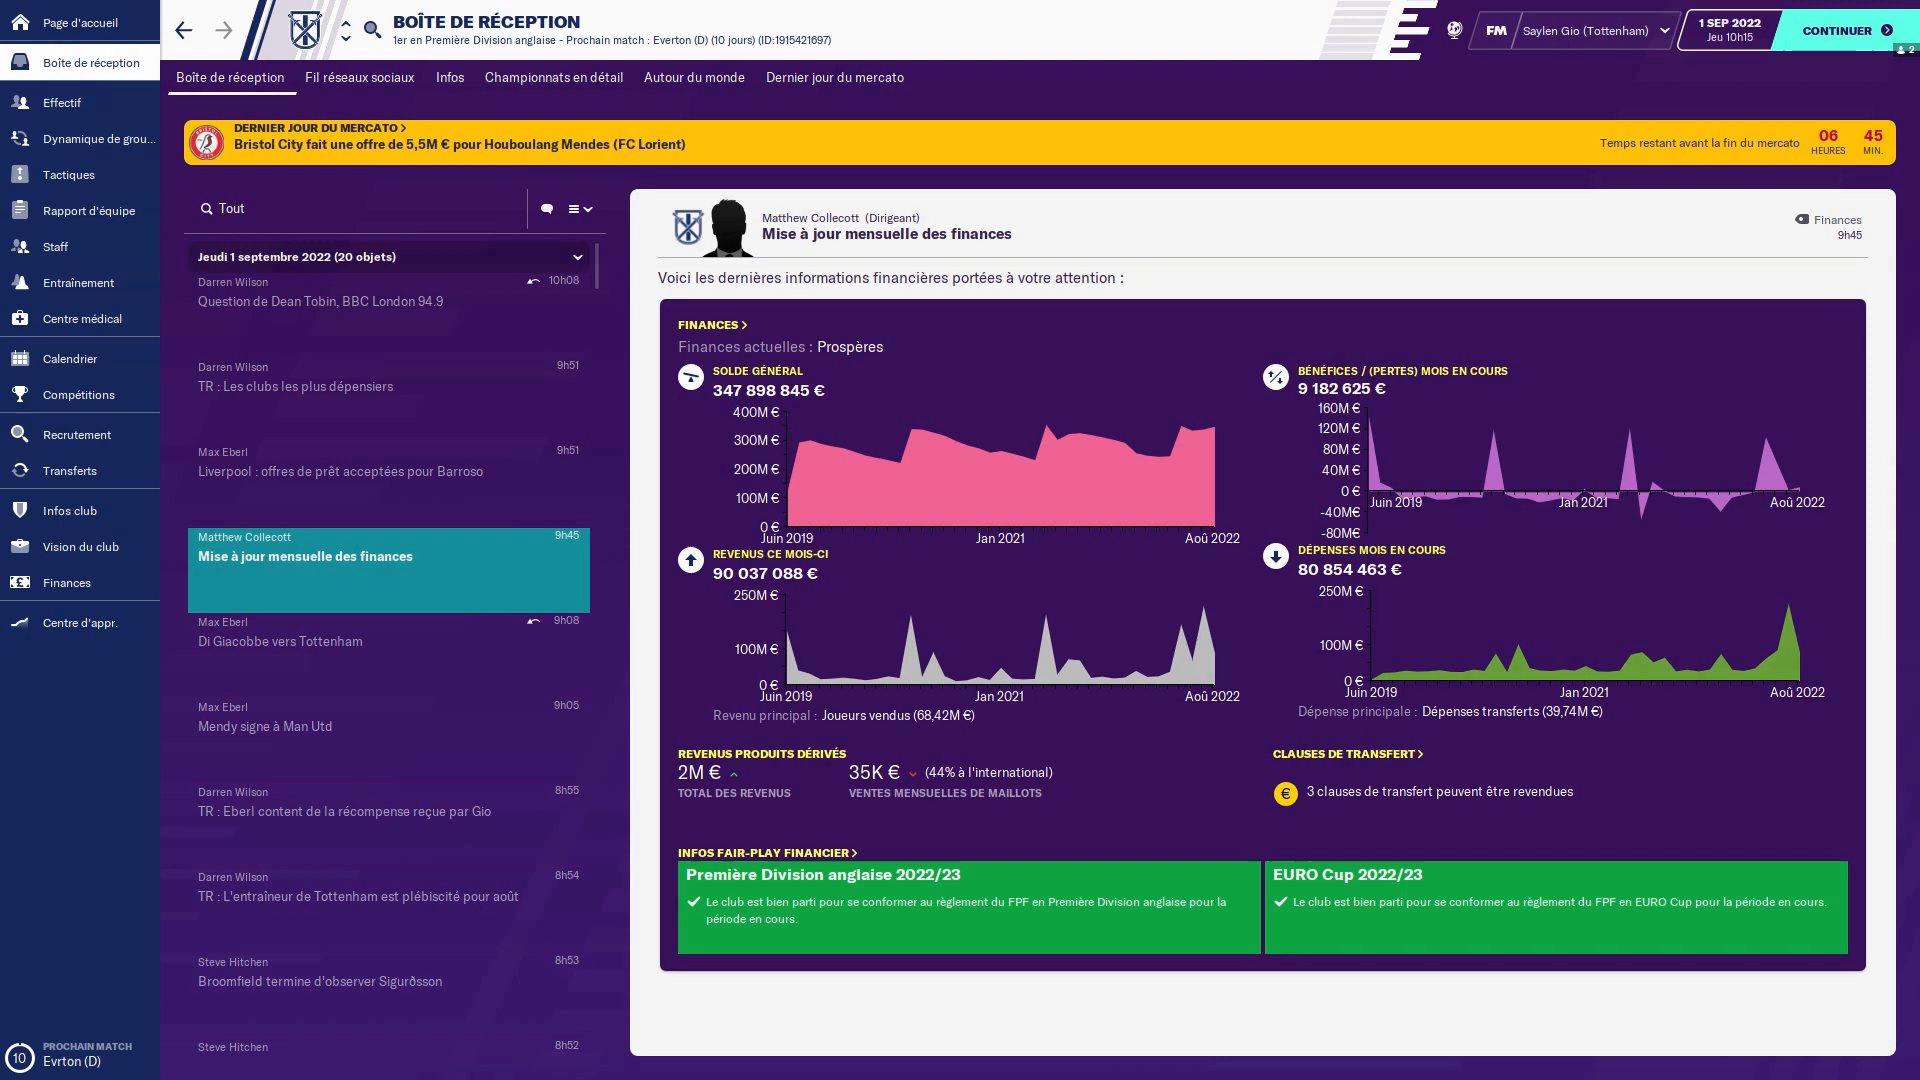 Page d'accueil
Boîte de réception
Effectif
Dynamique de grou...
Tactiques
Rapport d'équipe
Staff
Entraînement
Centre médical
Calendrier
Compétitions
Recrutement
Transferts
Infos club
Vision du club
Finances
Centre d'appr.
10
PROCHAIN MATCH
Evrton (D)
BOÎTE DE RÉCEPTION
1er en Première Division anglaise - Prochain match : Everton (D) (10 jours) (ID:1915421697)
FM
Saylen Gio (Tottenham)
1 SEP 2022
Jeu 10h15
CONTINUER
2
Boîte de réception
Fil réseaux sociaux
Infos
Championnats en détail
Autour du monde
Dernier jour du mercato
DERNIER JOUR DU MERCATO
Bristol City fait une offre de 5,5M € pour Houboulang Mendes (FC Lorient)
Temps restant avant la fin du mercato
06
HEURES
45
MIN.
Tout
Jeudi 1 septembre 2022 (20 objets)
Darren Wilson
10h08
Question de Dean Tobin, BBC London 94.9
Darren Wilson
9h51
TR : Les clubs les plus dépensiers
Max Eberl
9h51
Liverpool : offres de prêt acceptées pour Barroso
Matthew Collecott
9h45
Mise à jour mensuelle des finances
Max Eberl
9h08
Di Giacobbe vers Tottenham
Max Eberl
9h05
Mendy signe à Man Utd
Darren Wilson
8h55
TR : Eberl content de la récompense reçue par Gio
Darren Wilson
8h54
TR : L'entraîneur de Tottenham est plébiscité pour août
Steve Hitchen
8h53
Broomfield termine d'observer Sigurðsson
Steve Hitchen
8h52
Matthew Collecott (Dirigeant)
Mise à jour mensuelle des finances
Finances
9h45
Voici les dernières informations financières portées à votre attention :
FINANCES
Finances actuelles : Prospères
SOLDE GÉNÉRAL
347 898 845 €
400M €
300M €
200M €
100M €
0 €
Juin 2019
Jan 2021
Aoû 2022
BÉNÉFICES / (PERTES) MOIS EN COURS
9 182 625 €
160M €
120M €
80M €
40M €
0 €
-40M€
-80M€
Juin 2019
Jan 2021
Aoû 2022
REVENUS CE MOIS-CI
90 037 088 €
250M €
100M €
0 €
Juin 2019
Jan 2021
Aoû 2022
Revenu principal : Joueurs vendus (68,42M €)
DÉPENSES MOIS EN COURS
80 854 463 €
250M €
100M €
0 €
Juin 2019
Jan 2021
Aoû 2022
Dépense principale : Dépenses transferts (39,74M €)
REVENUS PRODUITS DÉRIVÉS
2M €
TOTAL DES REVENUS
35K € (44% à l'international)
VENTES MENSUELLES DE MAILLOTS
CLAUSES DE TRANSFERT
3 clauses de transfert peuvent être revendues
INFOS FAIR-PLAY FINANCIER
Première Division anglaise 2022/23
Le club est bien parti pour se conformer au règlement du FPF en Première Division anglaise pour la
période en cours.
EURO Cup 2022/23
Le club est bien parti pour se conformer au règlement du FPF en EURO Cup pour la période en cours.